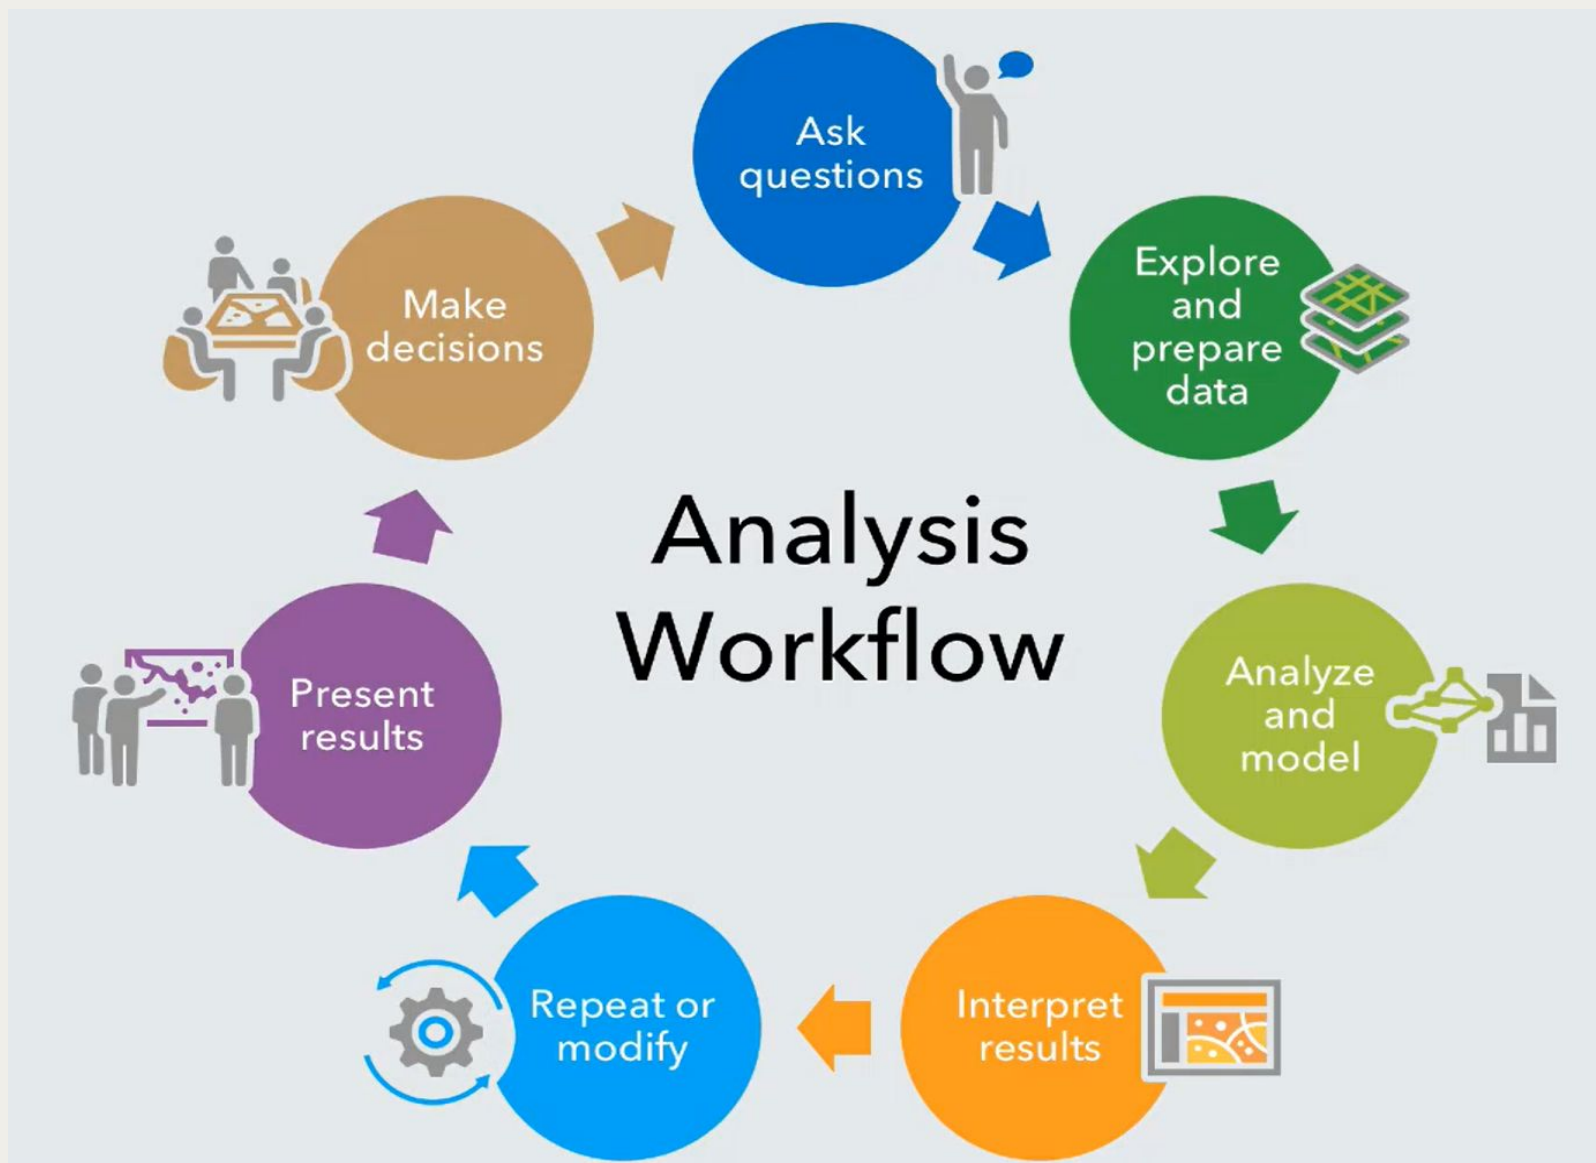 Ask
questions
Explore
and
prepare
data
Analyze
and
model
Interpret
results
Repeat or
modify
Present
results
Make
decisions
Analysis
Workflow